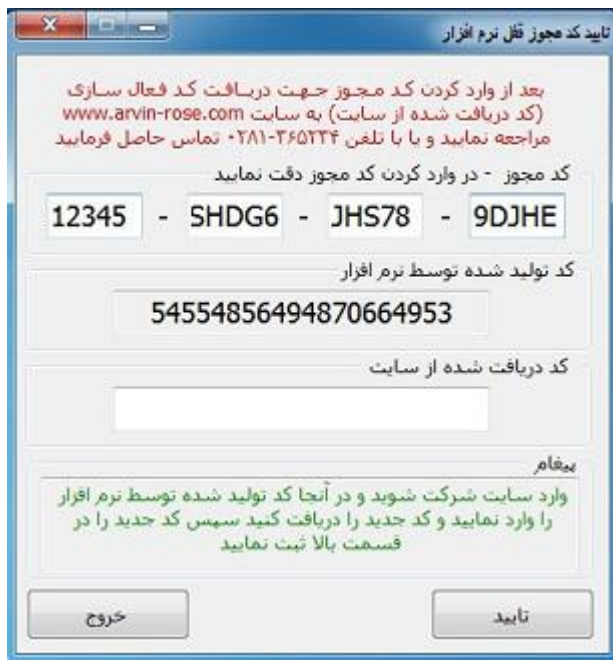 تایید کد مجوز قفل نرم افزار
بعد از وارد کردن کد مجوز جهت دریافت کد فعال سازی
(کد دریافت شده از سایت) به سایت www.arvin-rose.com
مراجعه نمایید و یا با تلفن ۳۶۵۲۳۴-۰۲۸۱ تماس حاصل فرمایید
کد مجوز - در وارد کردن کد مجوز دقت نمایید
12345 - SHDG6 - JHS78 - 9DJHE
کد تولید شده توسط نرم افزار
54554856494870664953
کد دریافت شده از سایت
پیغام
وارد سایت شرکت شوید و در آنجا کد تولید شده توسط نرم افزار
را وارد نمایید و کد جدید را دریافت کنید سپس کد جدید را در
قسمت بالا ثبت نمایید
تایید
خروج